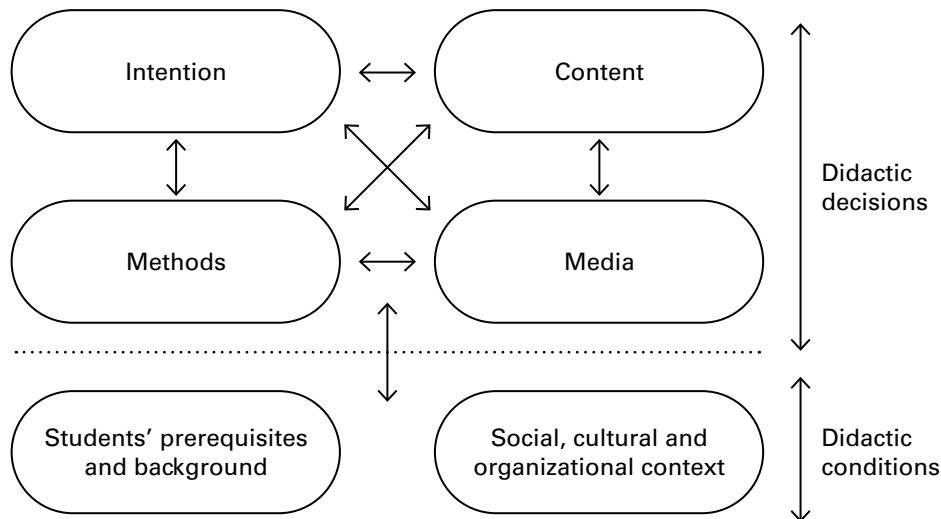 Intention
Content
Didactic
decisions
Methods
Media
Students’ prerequisites
and background
Social, cultural and
organizational context
Didactic
conditions